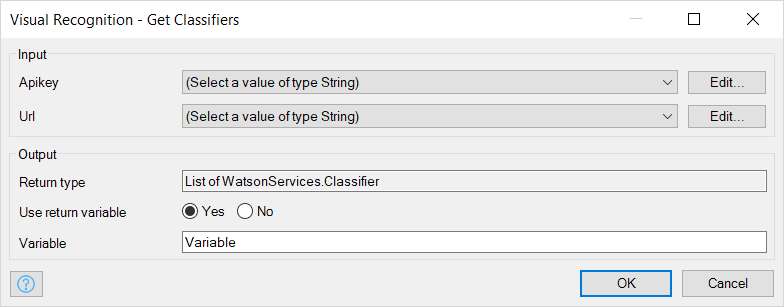 Visual Recognition - Get Classifiers
Input
Apikey (Select a value of type String) Edit...
Url (Select a value of type String) Edit...
Output
Return type List of WatsonServices.Classifier
Use return variable Yes No
Variable Variable
? OK Cancel